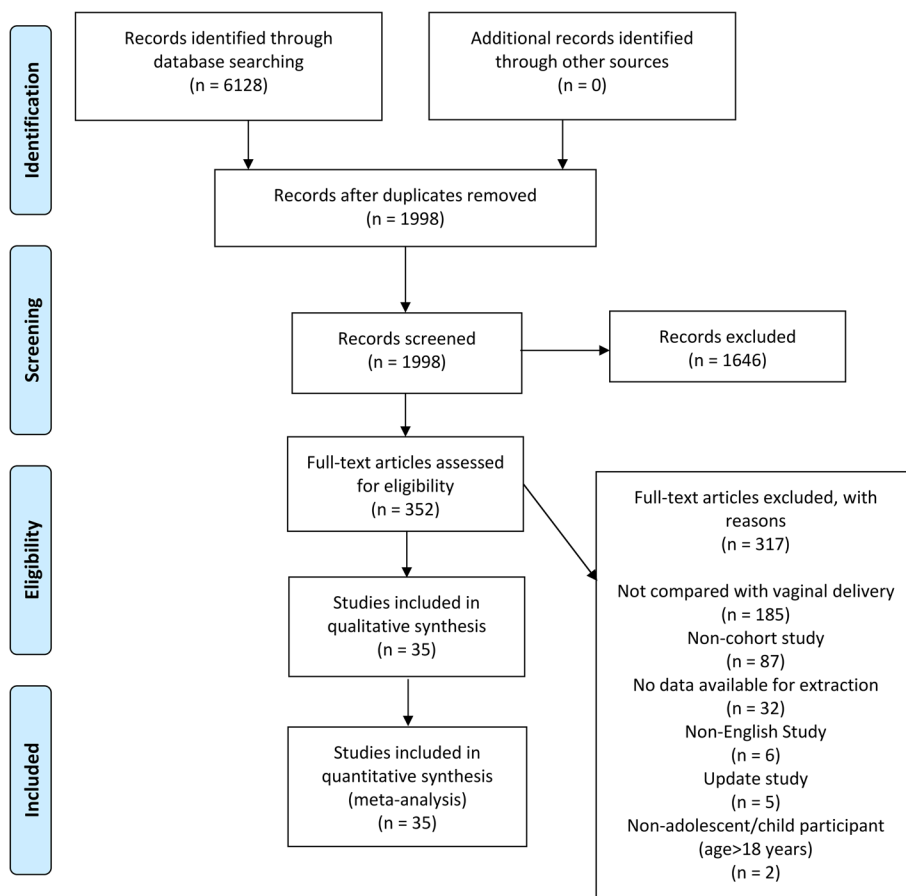 Identification
Records identified through
database searching
(n = 6128)
Additional records identified
through other sources
(n = 0)
Records after duplicates removed
(n = 1998)
Screening
Records screened
(n = 1998)
Records excluded
(n = 1646)
Eligibility
Full-text articles assessed
for eligibility
(n = 352)
Full-text articles excluded, with
reasons
(n = 317)
Not compared with vaginal delivery
(n = 185)
Non-cohort study
(n = 87)
No data available for extraction
(n = 32)
Non-English Study
(n = 6)
Update study
(n = 5)
Non-adolescent/child participant
(age>18 years)
(n = 2)
Studies included in
qualitative synthesis
(n = 35)
Included
Studies included in
quantitative synthesis
(meta-analysis)
(n = 35)